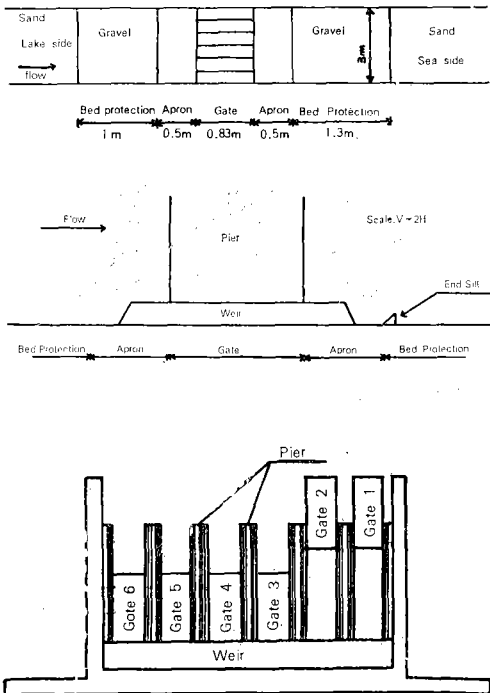 Sand Gravel Gravel Sand
Lake side Sea side
flow 3m
Bed protection Apron Gate Apron Bed Protection
1m 0.5m 0.83m 0.5m 1.3m.
Flow Scale. V = 2H
Pier
End Sill
Weir
Bed Protection Apron Gate Apron Bed Protection
Pier
Gate 2
Gate 1
Gote 6
Gate 5
Gate 4
Gate 3
Weir